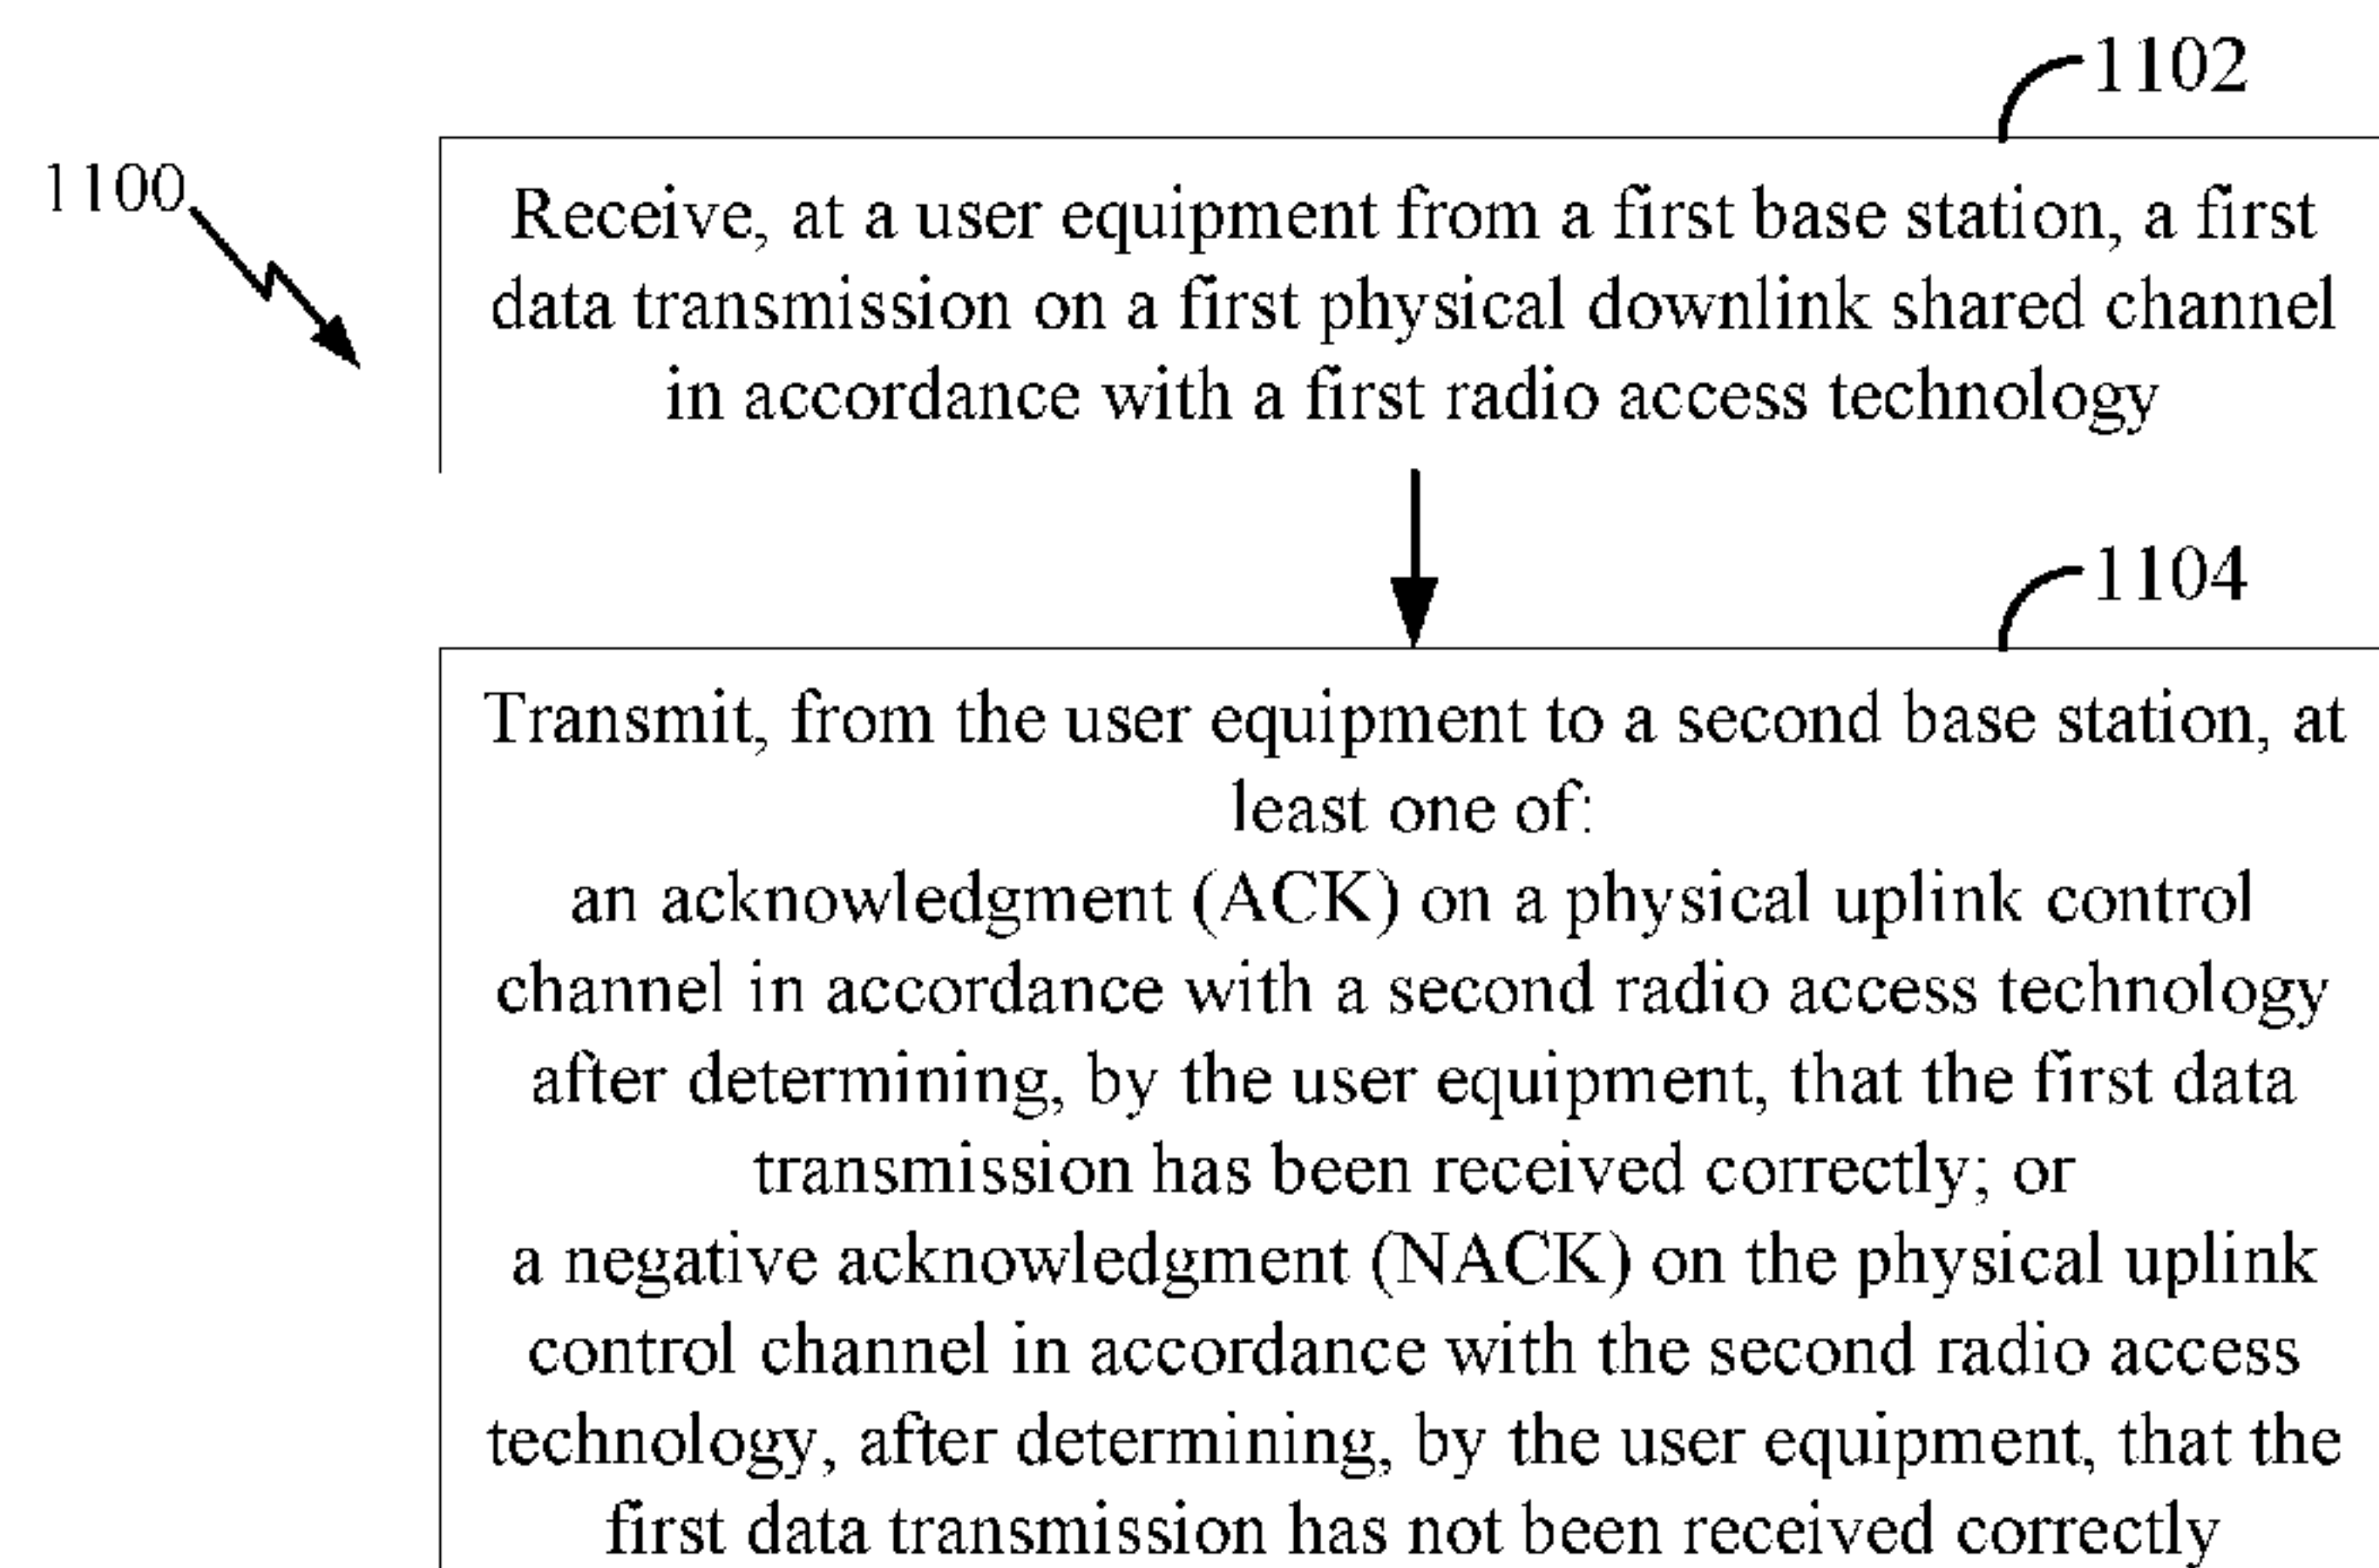 1102
1100
Receive, at a user equipment from a first base station, a first
data transmission on a first physical downlink shared channel
in accordance with a first radio access technology
1104
Transmit, from the user equipment to a second base station, at
least one of:
an acknowledgment (ACK) on a physical uplink control
channel in accordance with a second radio access technology
after determining, by the user equipment, that the first data
transmission has been received correctly; or
a negative acknowledgment (NACK) on the physical uplink
control channel in accordance with the second radio access
technology, after determining, by the user equipment, that the
first data transmission has not been received correctly